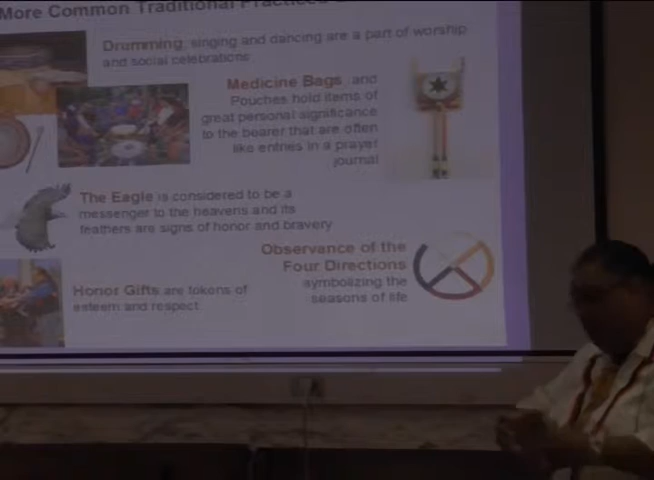 More Common Traditional Practices
Drumming, singing and dancing are a part of worship
and social celebrations
Medicine Bags and
Pouches hold items of
great personal significance
to the bearer that are often
like entries in a prayer
journal
The Eagle is considered to be a
messenger to the heavens and its
feathers are signs of honor and bravery
Observance of the
Four Directions
symbolizing the
seasons of life
Honor Gifts are tokens of
esteem and respect